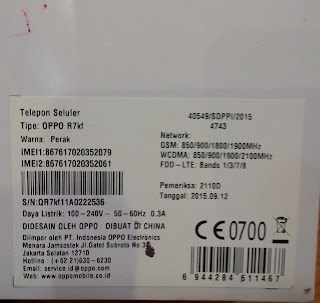 Telepon Seluler
Tipe: OPPO R7kf
Warna: Perak
IMEI1:867617020352079
IMEI2:867617020352061
S/N:QR7kf11A0222536
Daya Listrik: 100-240V~ 50-60Hz 0.3A
DIDESAIN OLEH OPPO DIBUAT DI CHINA
Diimpor oleh PT. Indonesia OPPO Electronics
Menara Jamsostek Jl.Gatot Subroto No.38
Jakarta Selatan 12710
Hotline: (+62 21)630-6230
Email: service.id@oppo.com
Web: www.oppomobile.co.id
40549/SDPPI/2015
4743
Network:
GSM: 850/900/1800/1900MHz
WCDMA: 850/900/1900/2100MHz
FDD-LTE: Bands 1/3/7/8
Pemeriksa: 2110D
Tanggal: 2015.09.12
CE0700
6 944284 611467